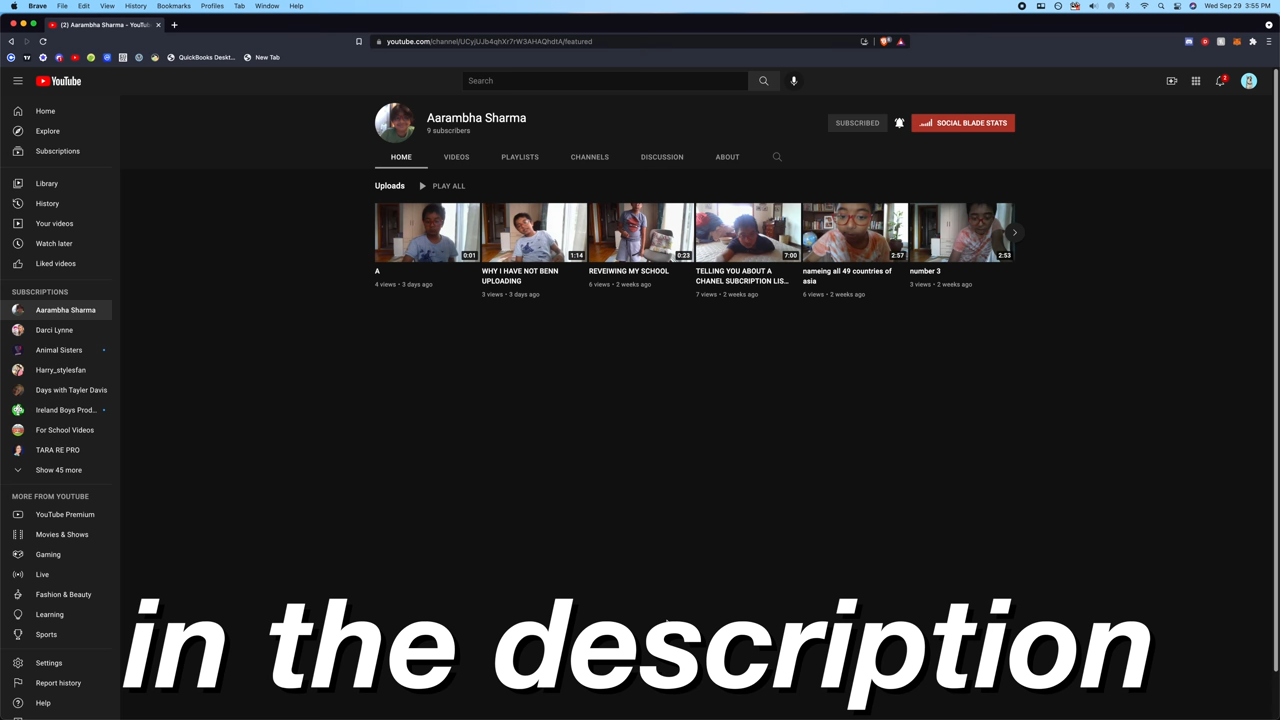 Brave File Edit View History Bookmarks Profiles Tab Window Help Wed Sep 29 3:55 PM
(2) Aarambha Sharma - YouTu
youtube.com/channel/UCyjUJb4qhXr7rW3AHAQhdtA/featured
QuickBooks Deskt... New Tab
YouTube
Search
2
Home
Explore
Subscriptions
Library
History
Your videos
Watch later
Liked videos
SUBSCRIPTIONS
Aarambha Sharma
Darci Lynne
Animal Sisters
Harry_stylesfan
Days with Tayler Davis
Ireland Boys Prod...
For School Videos
TARA RE PRO
Show 45 more
MORE FROM YOUTUBE
YouTube Premium
Movies & Shows
Gaming
Live
Fashion & Beauty
Learning
Sports
Settings
Report history
Help
Aarambha Sharma
9 subscribers
SUBSCRIBED
SOCIAL BLADE STATS
HOME VIDEOS PLAYLISTS CHANNELS DISCUSSION ABOUT
Uploads PLAY ALL
0:01
A
4 views • 3 days ago
1:14
WHY I HAVE NOT BENN
UPLOADING
3 views • 3 days ago
0:23
REVEIWING MY SCHOOL
6 views • 2 weeks ago
7:00
TELLING YOU ABOUT A
CHANEL SUBCRIPTION LIS...
7 views • 2 weeks ago
2:57
nameing all 49 countries of
asia
6 views • 2 weeks ago
2:53
number 3
3 views • 2 weeks ago
in the description